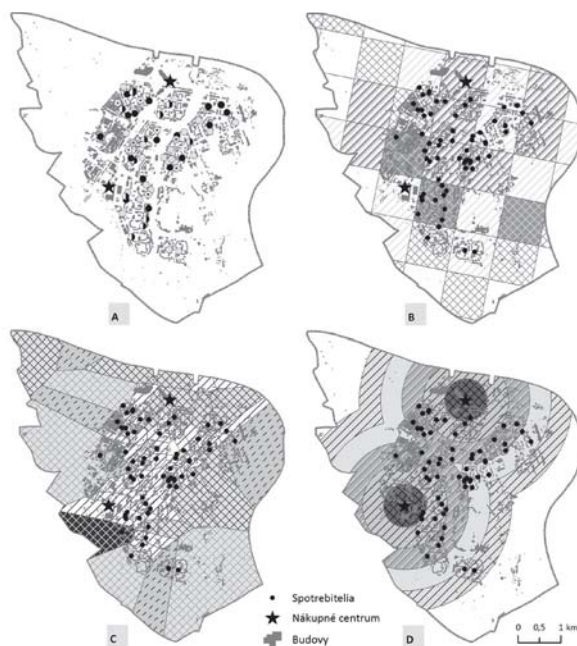 A
B
C
D
Spotrebitelia
Nákupné centrum
Budovy
0 0,5 1 km